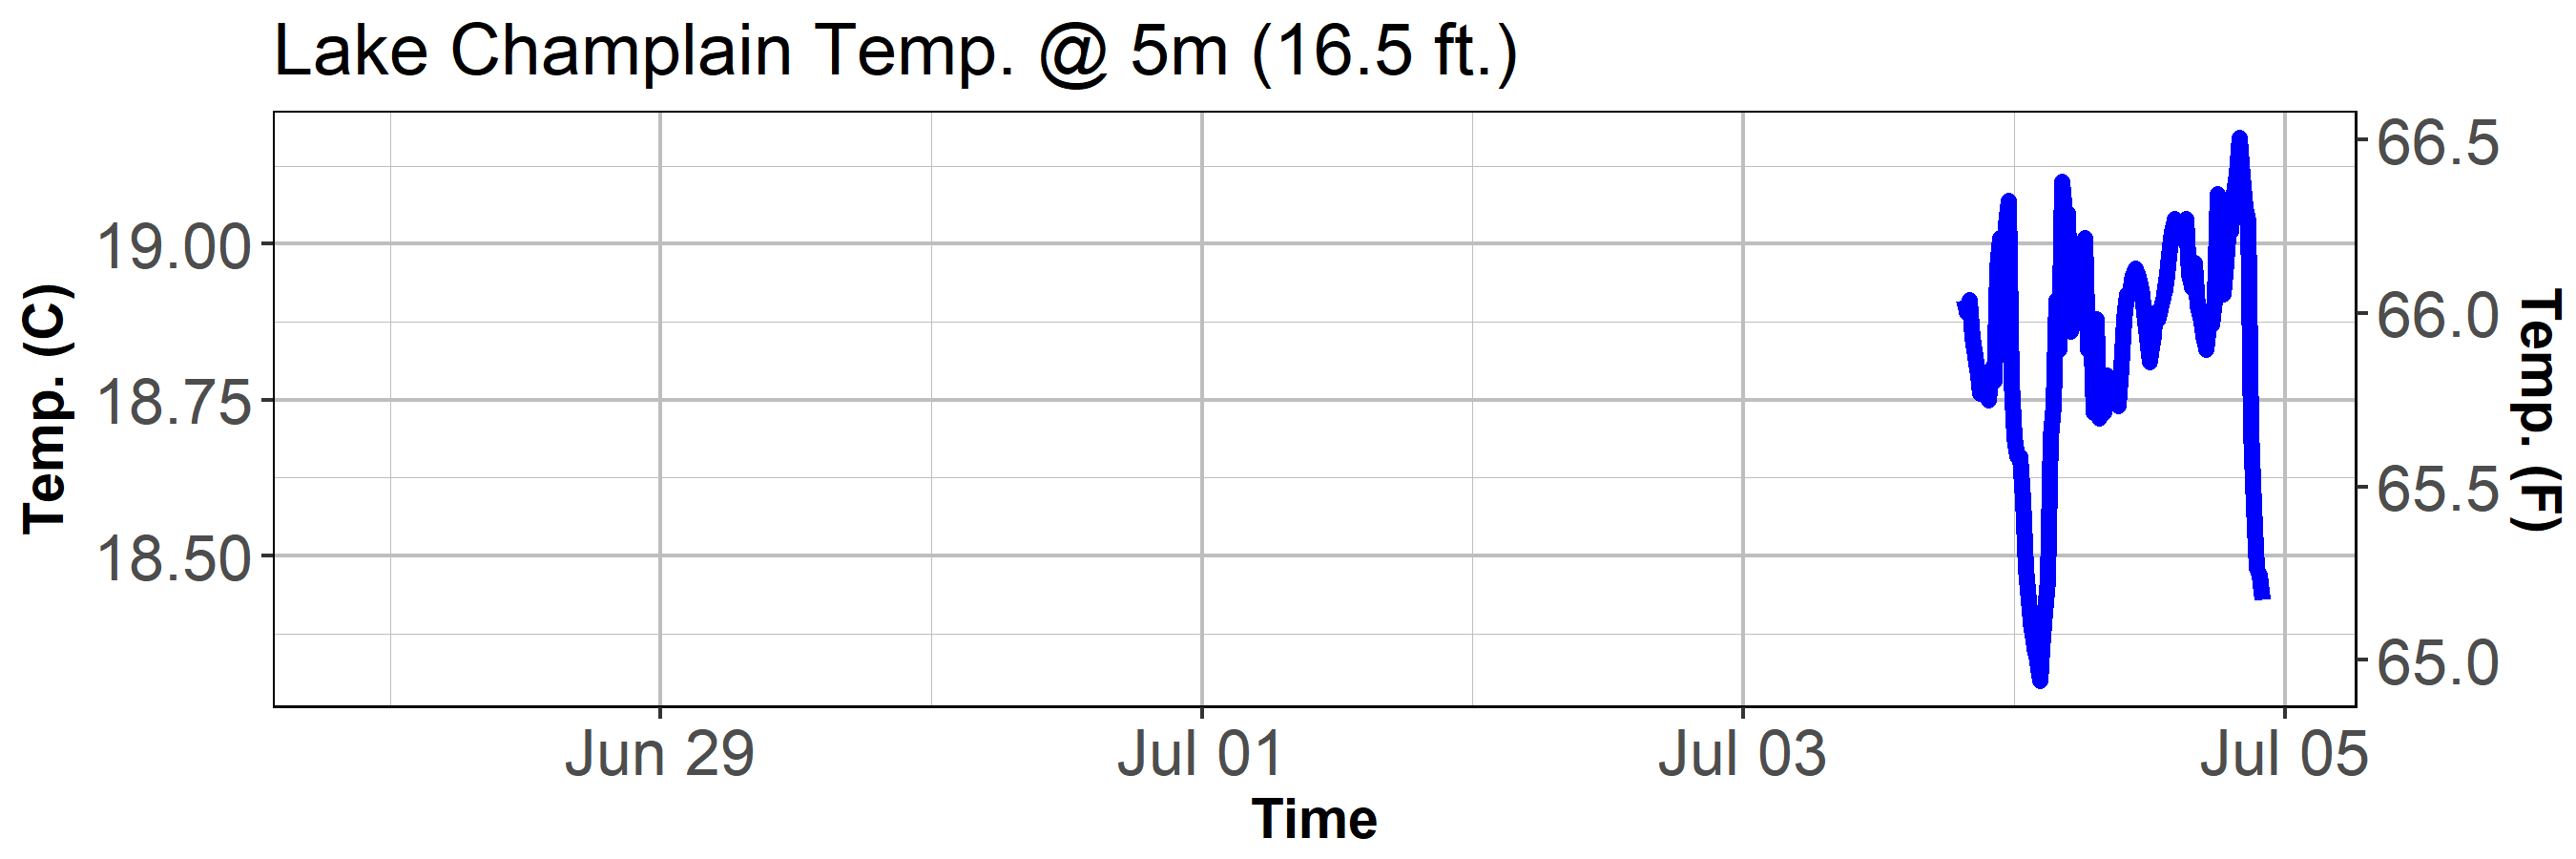 Lake Champlain Temp. @ 5m (16.5 ft.)
Temp. (C)
19.00
18.75
18.50
66.5
66.0
65.5
65.0
Temp. (F)
Jun 29
Jul 01
Jul 03
Jul 05
Time